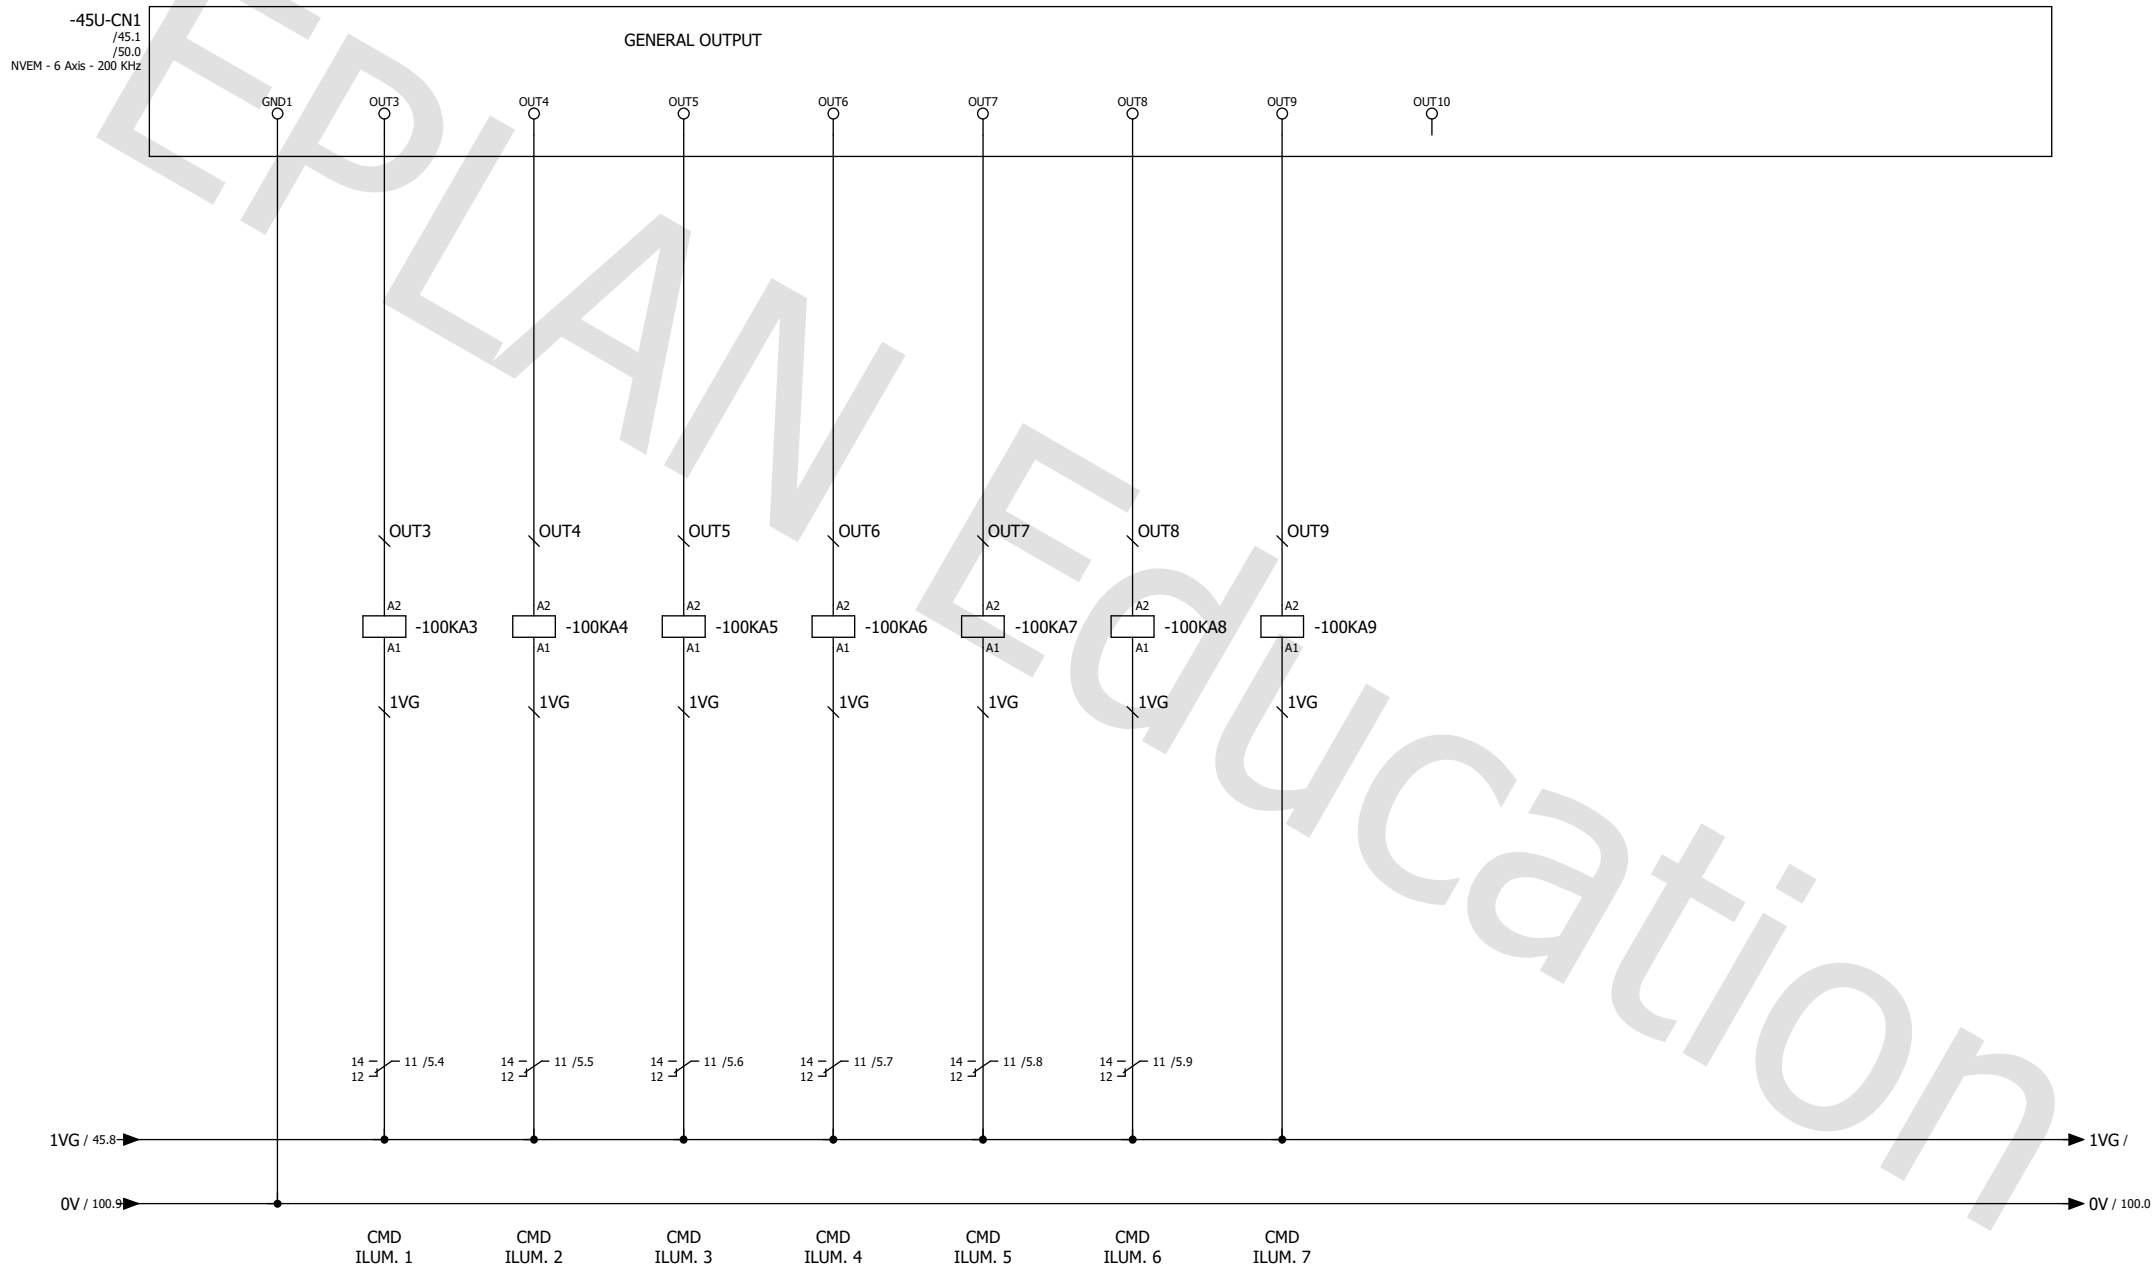 -45U-CN1
/45.1
/50.0
NVEM - 6 Axis - 200 KHz
GENERAL OUTPUT
GND1 OUT3 OUT4 OUT5 OUT6 OUT7 OUT8 OUT9 OUT10
OUT3 OUT4 OUT5 OUT6 OUT7 OUT8 OUT9
A2 A2 A2 A2 A2 A2 A2
-100KA3 -100KA4 -100KA5 -100KA6 -100KA7 -100KA8 -100KA9
A1 A1 A1 A1 A1 A1 A1
1VG 1VG 1VG 1VG 1VG 1VG 1VG
14 11 /5.4 14 11 /5.5 14 11 /5.6 14 11 /5.7 14 11 /5.8 14 11 /5.9
12 12 12 12 12 12
1VG / 45.8 1VG /
0V / 100.9 0V / 100.0
CMD CMD CMD CMD CMD CMD CMD
ILUM. 1 ILUM. 2 ILUM. 3 ILUM. 4 ILUM. 5 ILUM. 6 ILUM. 7
EPLAN Education